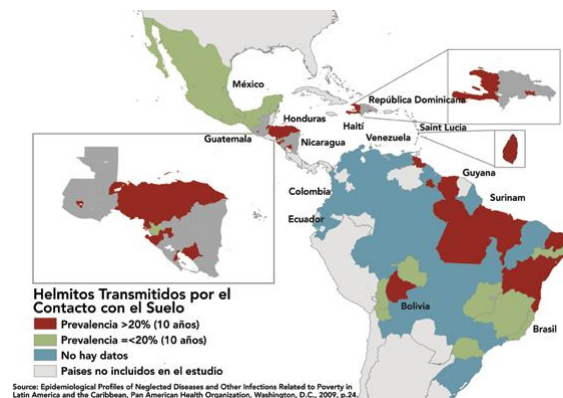 México
República Dominicana
Honduras
Haití
Saint Lucia
Guatemala
Nicaragua
Venezuela
Guyana
Colombia
Surinam
Ecuador
Bolivia
Brasil
Helmitos Transmitidos por el
Contacto con el Suelo
Prevalencia >20% (10 años)
Prevalencia =<20% (10 años)
No hay datos
Paises no incluidos en el estudio
Source: Epidemiological Profiles of Neglected Diseases and Other Infections Related to Poverty in
Latin America and the Caribbean, Pan American Health Organization, Washington, D.C., 2009, p.24.